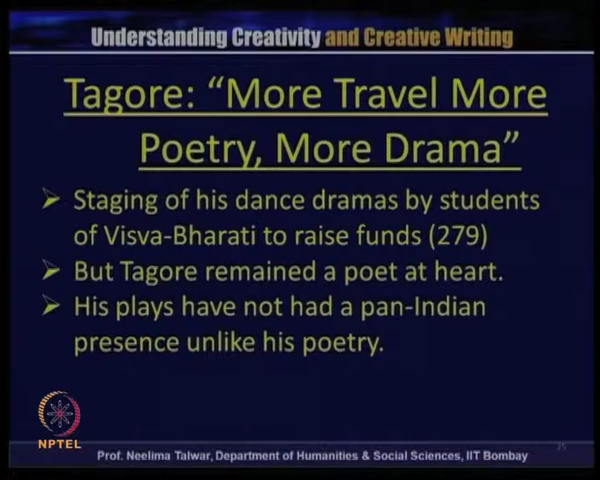 Understanding Creativity and Creative Writing
Tagore: “More Travel More
Poetry, More Drama”
➢ Staging of his dance dramas by students
of Visva-Bharati to raise funds (279)
➢ But Tagore remained a poet at heart.
➢ His plays have not had a pan-Indian
presence unlike his poetry.
NPTEL
Prof. Neelima Talwar, Department of Humanities & Social Sciences, IIT Bombay